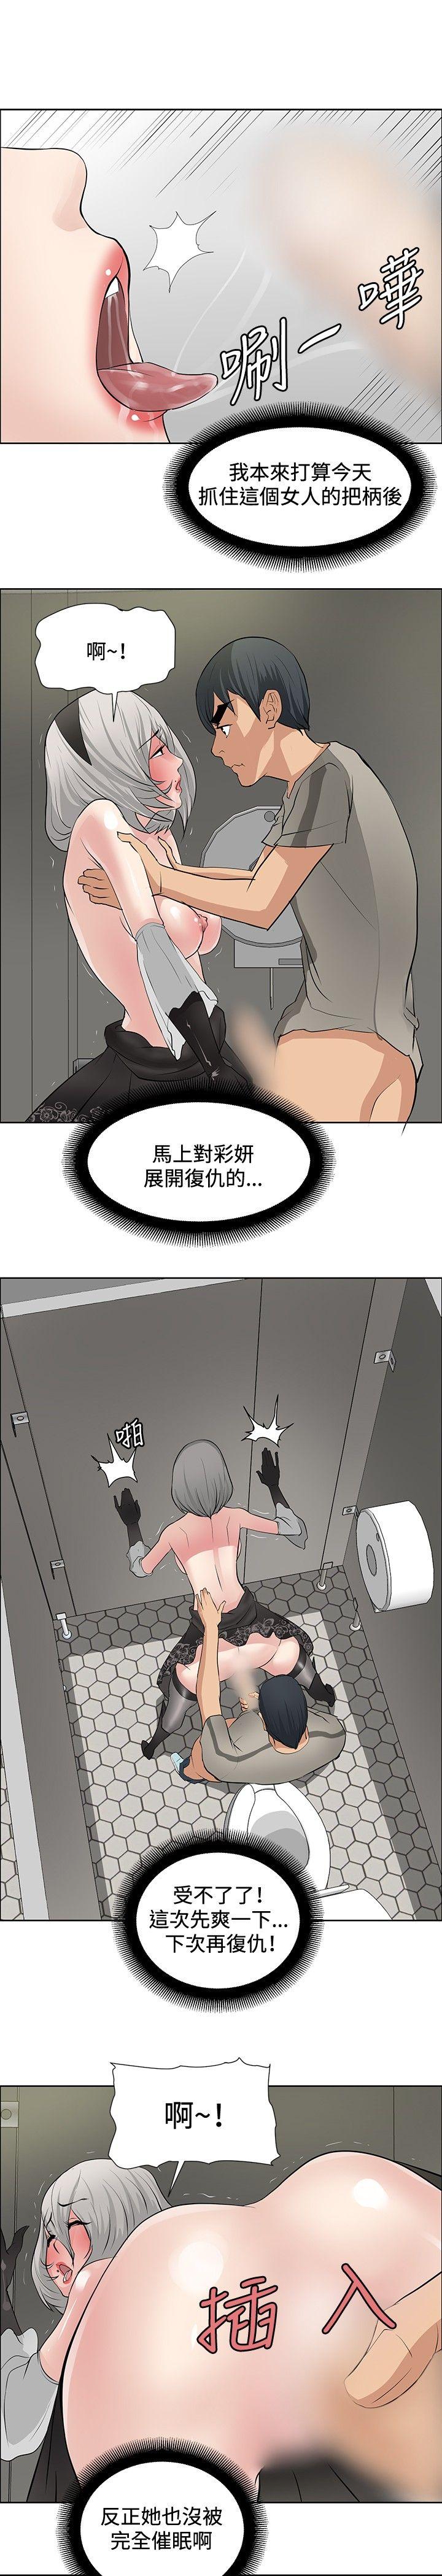 唰—嘩
我本來打算今天
抓住這個女人的把柄後
啊~!
馬上對彩妍
展開復仇的...
啪
受不了了!
這次先爽一下...
下次再復仇!
啊~!
插入
反正她也沒被
完全催眠啊